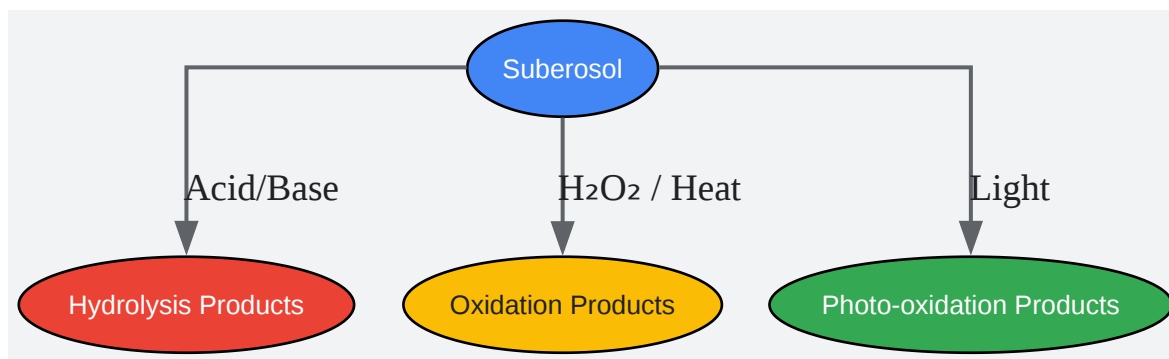 Suberosol
Acid/Base
H₂O₂ / Heat
Light
Hydrolysis Products
Oxidation Products
Photo-oxidation Products